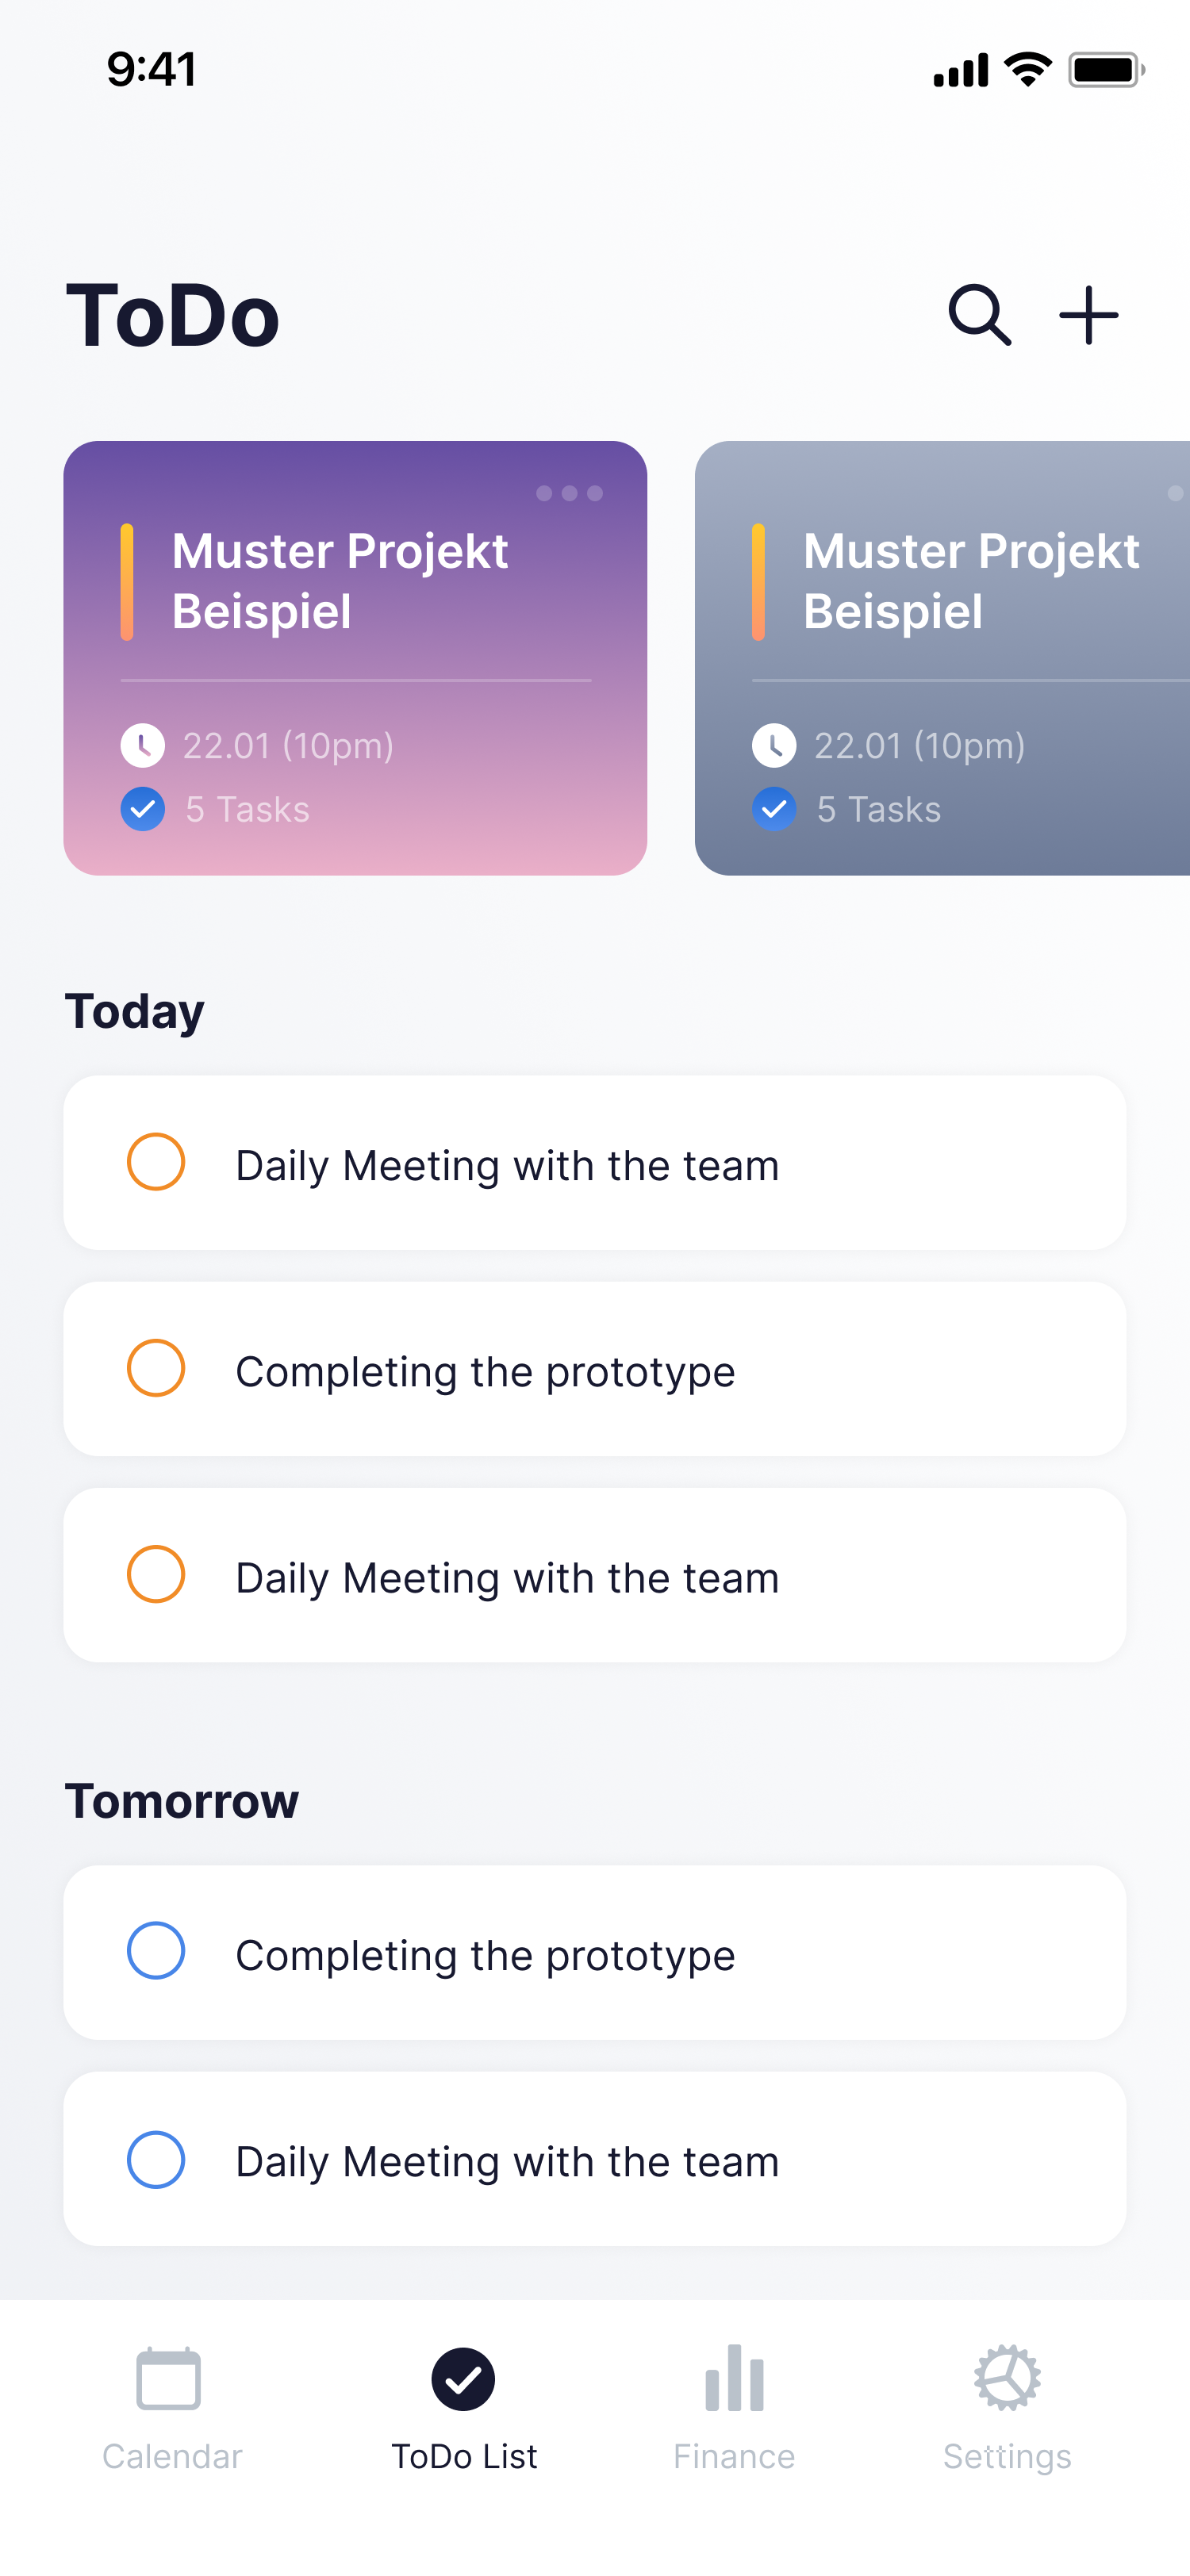 9:41
ToDo
Muster Projekt
Beispiel
22.01 (10pm)
5 Tasks
Muster Projekt
Beispiel
22.01 (10pm)
5 Tasks
Today
Daily Meeting with the team
Completing the prototype
Daily Meeting with the team
Tomorrow
Completing the prototype
Daily Meeting with the team
Calendar
ToDo List
Finance
Settings